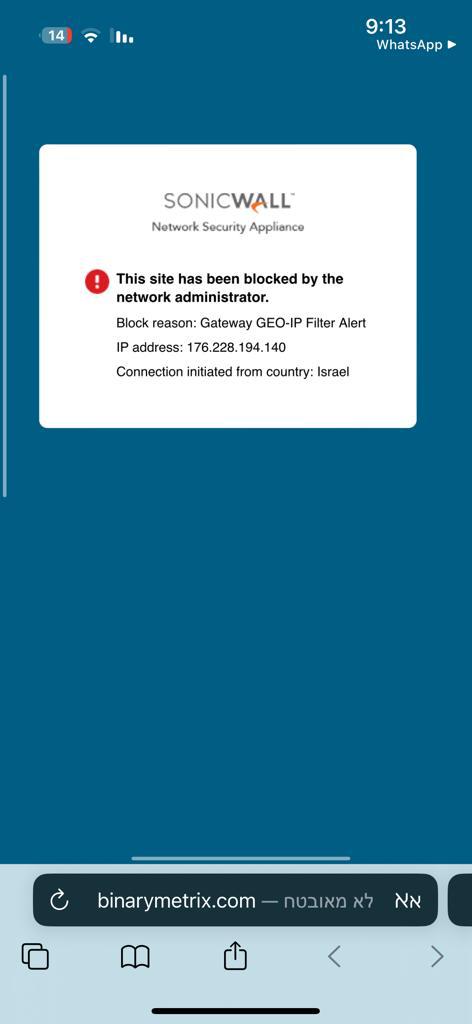 14
9:13
WhatsApp ▸
SONICWALL™
Network Security Appliance
This site has been blocked by the
network administrator.
Block reason: Gateway GEO-IP Filter Alert
IP address: 176.228.194.140
Connection initiated from country: Israel
binarymetrix.com — לא מאובטח
אא